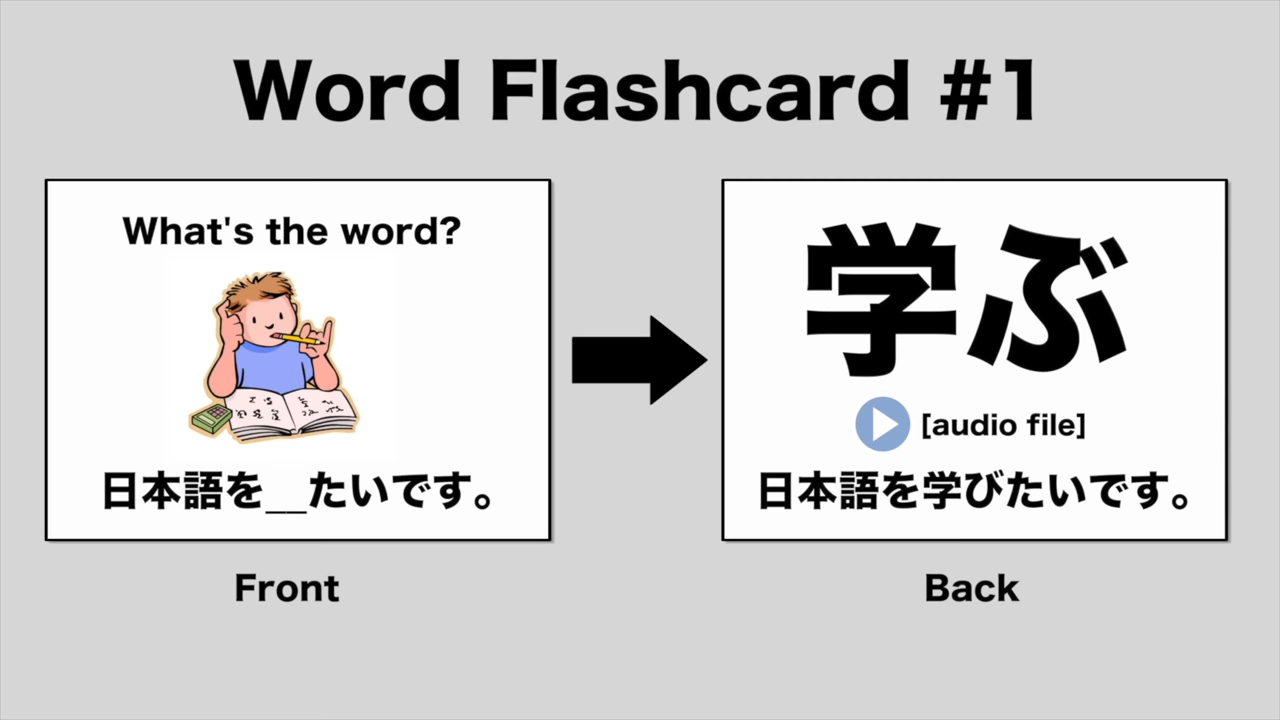 Word Flashcard #1
What's the word?
日本語を__たいです。
Front
学ぶ
[audio file]
日本語を学びたいです。
Back